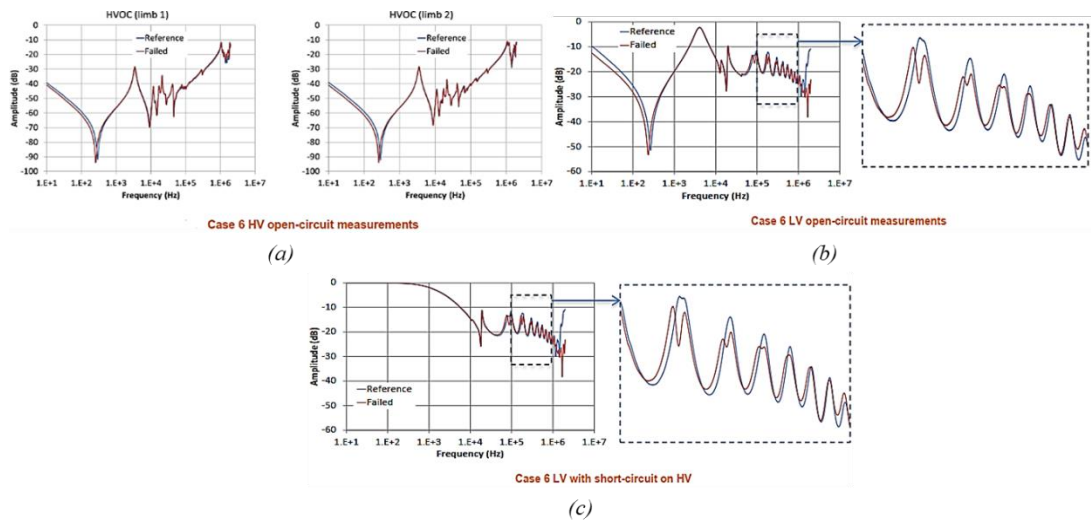 HVOC (limb 1)
0
-10
-20
-30
-40
-50
-60
-70
-80
-90
-100
Amplitude (dB)
Reference
Failed
1.E+1 1.E+2 1.E+3 1.E+4 1.E+5 1.E+6 1.E+7
Frequency (Hz)
HVOC (limb 2)
0
-10
-20
-30
-40
-50
-60
-70
-80
-90
-100
Amplitude (dB)
Reference
Failed
1.E+1 1.E+2 1.E+3 1.E+4 1.E+5 1.E+6 1.E+7
Frequency (Hz)
Case 6 HV open-circuit measurements
(a)
0
-10
-20
-30
-40
-50
-60
Amplitude (dB)
Reference
Failed
1.E+1 1.E+2 1.E+3 1.E+4 1.E+5 1.E+6 1.E+7
Frequency (Hz)
Case 6 LV open-circuit measurements
(b)
0
-10
-20
-30
-40
-50
-60
Amplitude (dB)
Reference
Failed
1.E+1 1.E+2 1.E+3 1.E+4 1.E+5 1.E+6 1.E+7
Frequency (Hz)
Case 6 LV with short-circuit on HV
(c)